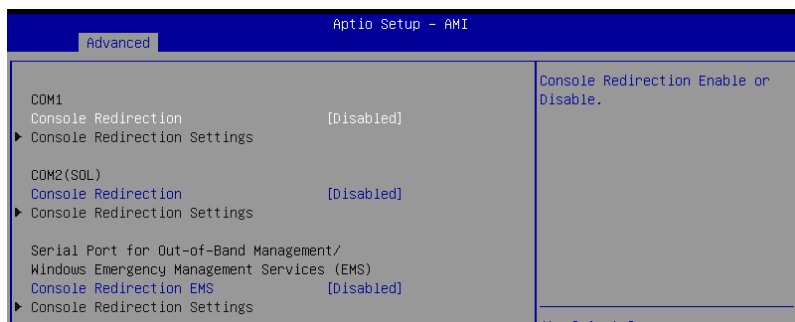 Aptio Setup – AMI
Advanced
COM1
Console Redirection [Disabled]
Console Redirection Settings
COM2(SOL)
Console Redirection [Disabled]
Console Redirection Settings
Serial Port for Out-of-Band Management/
Windows Emergency Management Services (EMS)
Console Redirection EMS [Disabled]
Console Redirection Settings
Console Redirection Enable or
Disable.